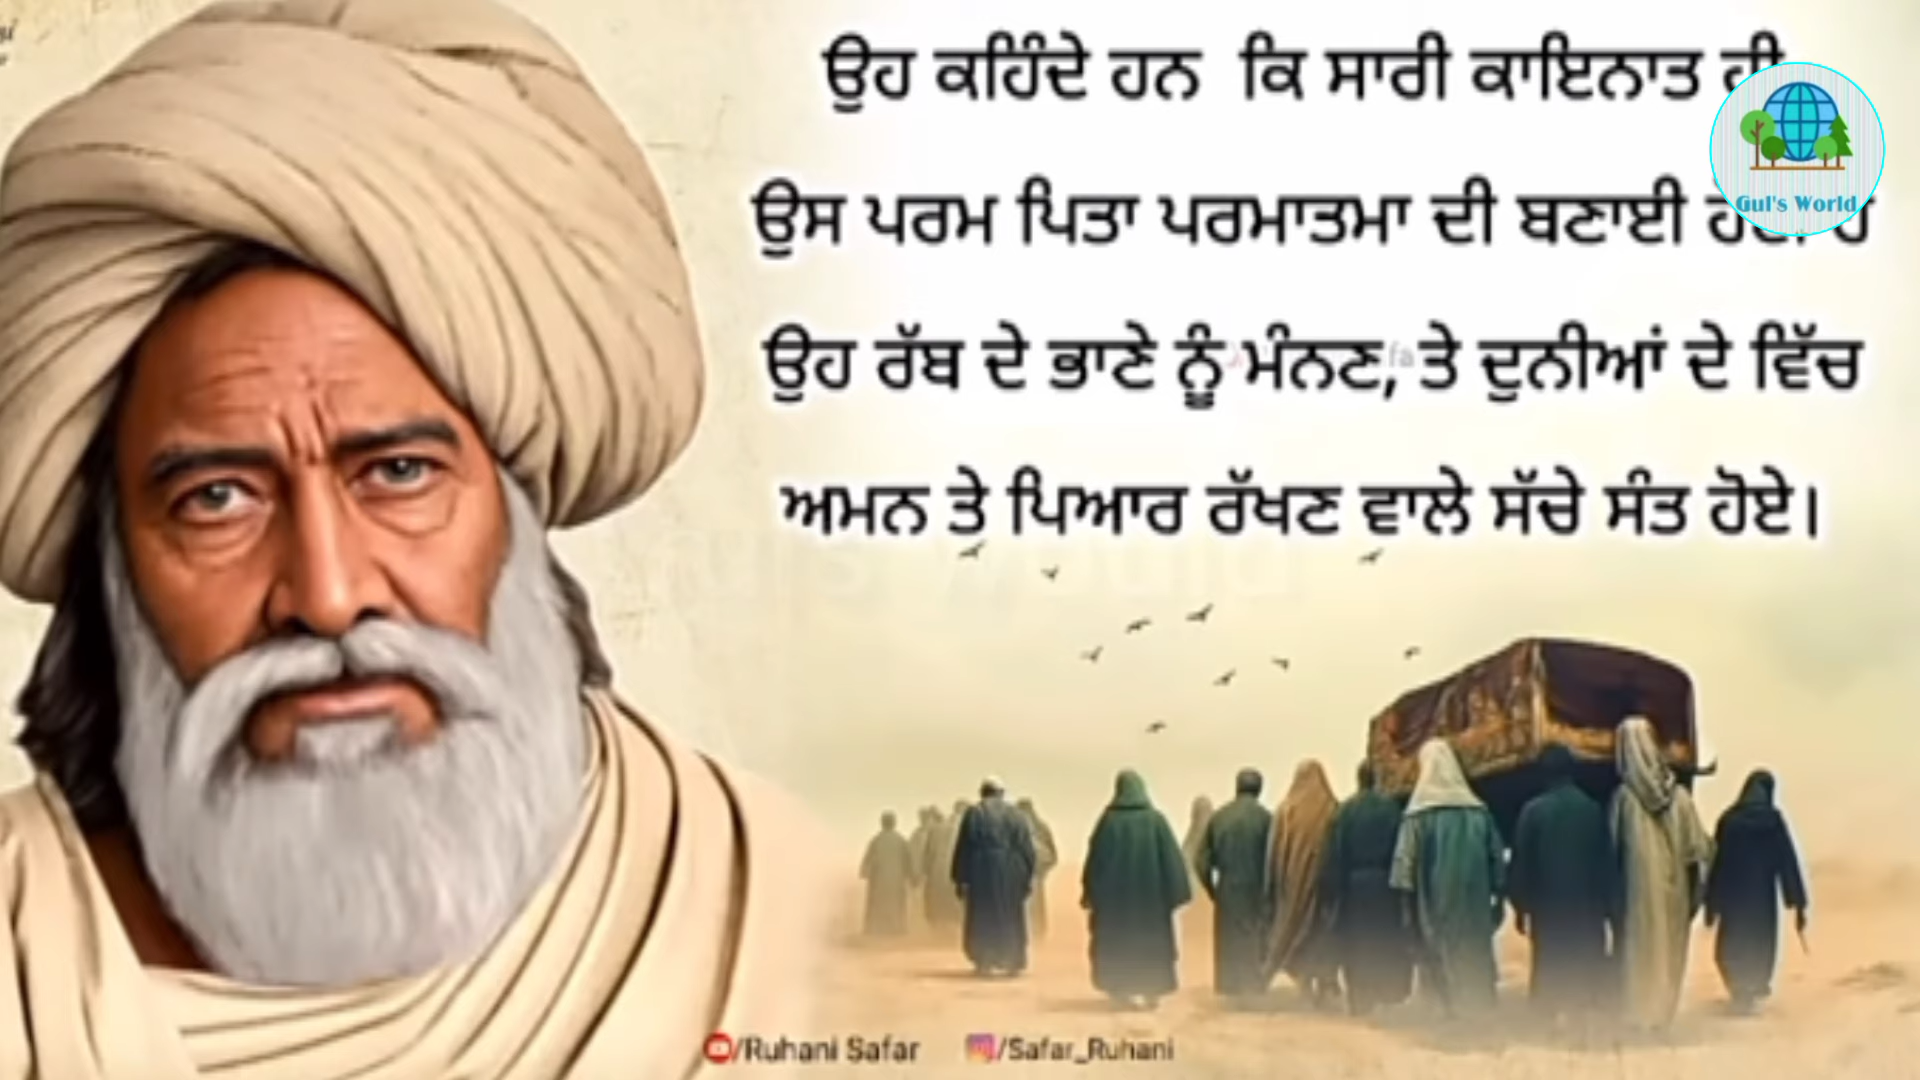 ਉਹ ਕਹਿੰਦੇ ਹਨ ਕਿ ਸਾਰੀ ਕਾਇਨਾਤ ਹੀ
Gul's World
ਉਸ ਪਰਮ ਪਿਤਾ ਪਰਮਾਤਮਾ ਦੀ ਬਣਾਈ
ਉਹ ਰੱਬ ਦੇ ਭਾਣੇ ਨੂੰ ਮੰਨਣ, ਤੇ ਦੁਨੀਆਂ ਦੇ ਵਿੱਚ
ਅਮਨ ਤੇ ਪਿਆਰ ਰੱਖਣ ਵਾਲੇ ਸੱਚੇ ਸੰਤ ਹੋਏ।
/Ruhani Safar /Safar_Ruhani